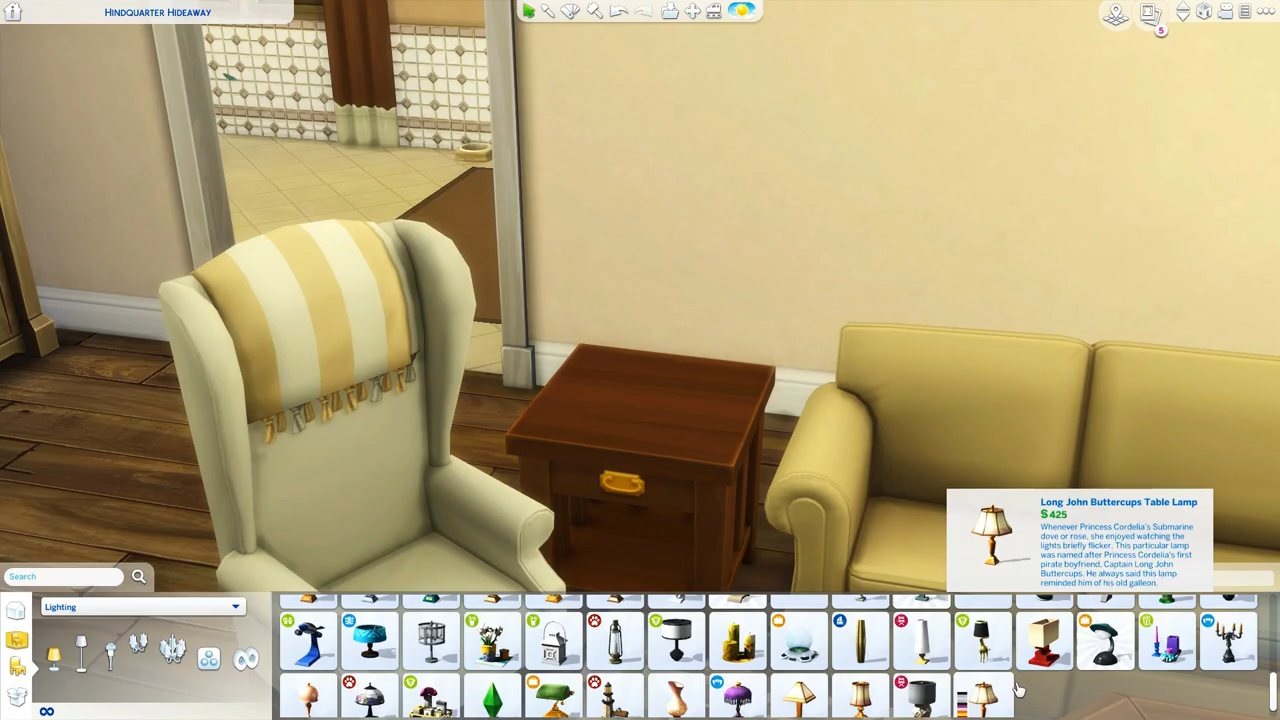 HINDQUARTER HIDEAWAY
5
Long John Buttercups Table Lamp
§425
Whenever Princess Cordelia's Submarine
dove or rose, she enjoyed watching the
lights briefly flicker. This particular lamp
was named after Princess Cordelia's first
pirate boyfriend, Captain Long John
Buttercups. He always said this lamp
reminded him of his old galleon.
Search
Lighting